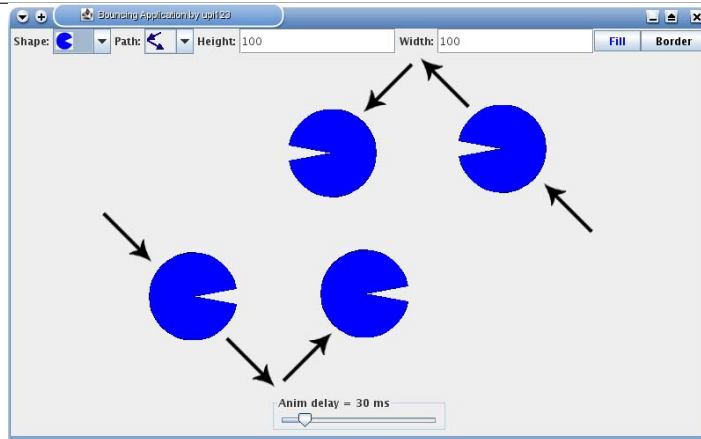 Bouncing Application by upi123
Shape: Path: Height: 100 Width: 100 Fill Border
Anim delay = 30 ms